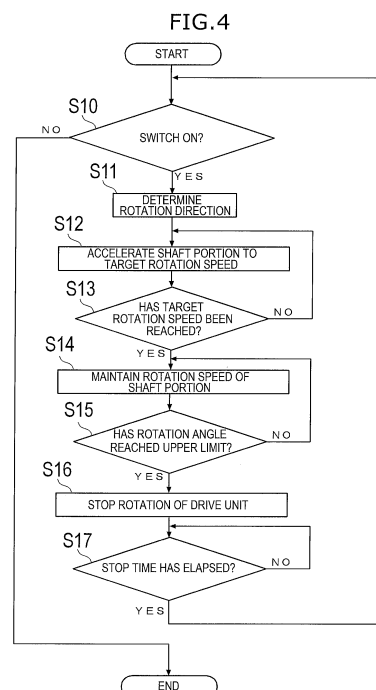 FIG.4
START
S10
NO
SWITCH ON?
YES
S11
DETERMINE
ROTATION DIRECTION
S12
ACCELERATE SHAFT PORTION TO
TARGET ROTATION SPEED
S13
HAS TARGET
ROTATION SPEED BEEN
REACHED?
NO
YES
S14
MAINTAIN ROTATION SPEED OF
SHAFT PORTION
S15
HAS ROTATION ANGLE
REACHED UPPER LIMIT?
NO
YES
S16
STOP ROTATION OF DRIVE UNIT
S17
STOP TIME HAS ELAPSED?
NO
YES
END